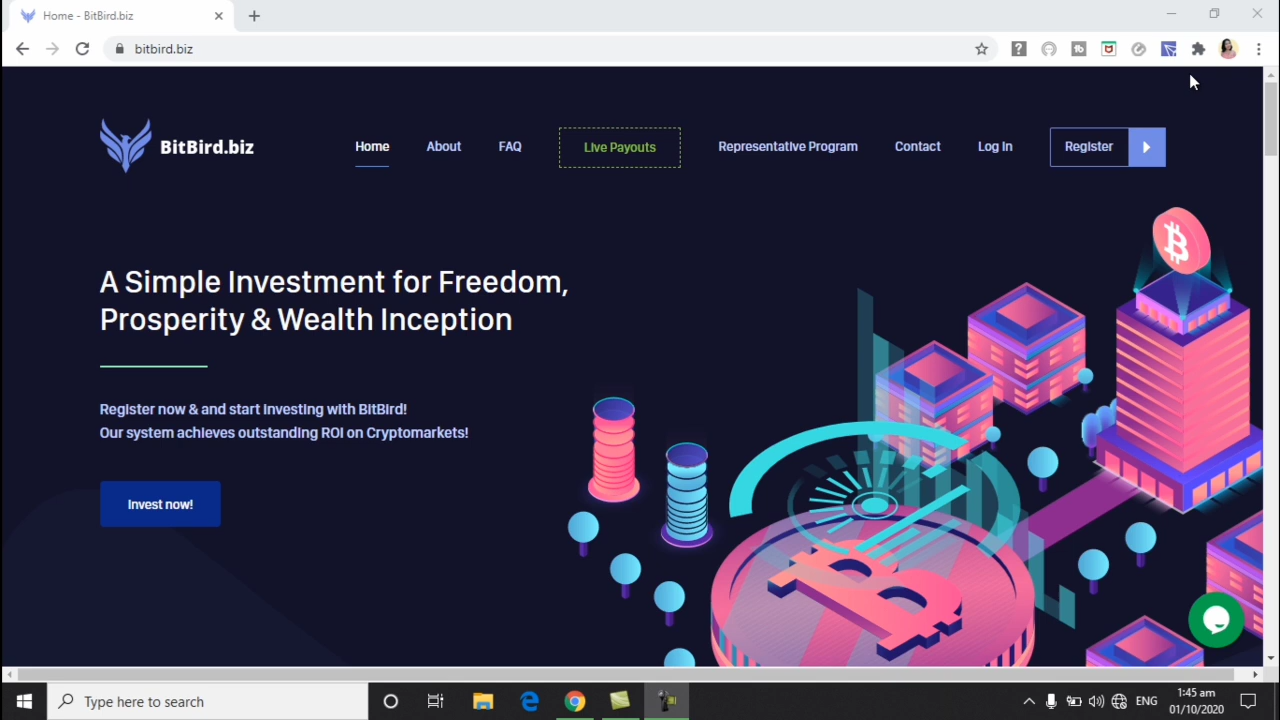 Home - BitBird.biz
bitbird.biz
BitBird.biz
Home
About
FAQ
Live Payouts
Representative Program
Contact
Log In
Register
A Simple Investment for Freedom,
Prosperity & Wealth Inception
Register now & and start investing with BitBird!
Our system achieves outstanding ROI on Cryptomarkets!
Invest now!
Type here to search
ENG
1:45 am
01/10/2020